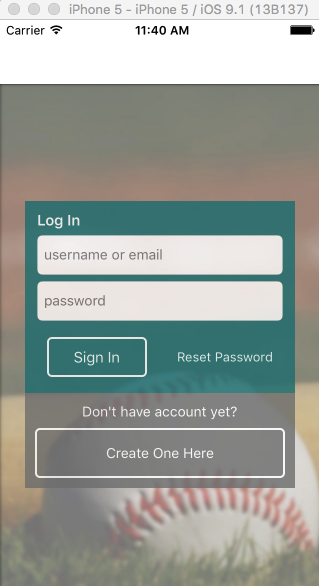 iPhone 5 - iPhone 5 / iOS 9.1 (13B137)
Carrier 11:40 AM
Log In
username or email
password
Sign In Reset Password
Don't have account yet?
Create One Here